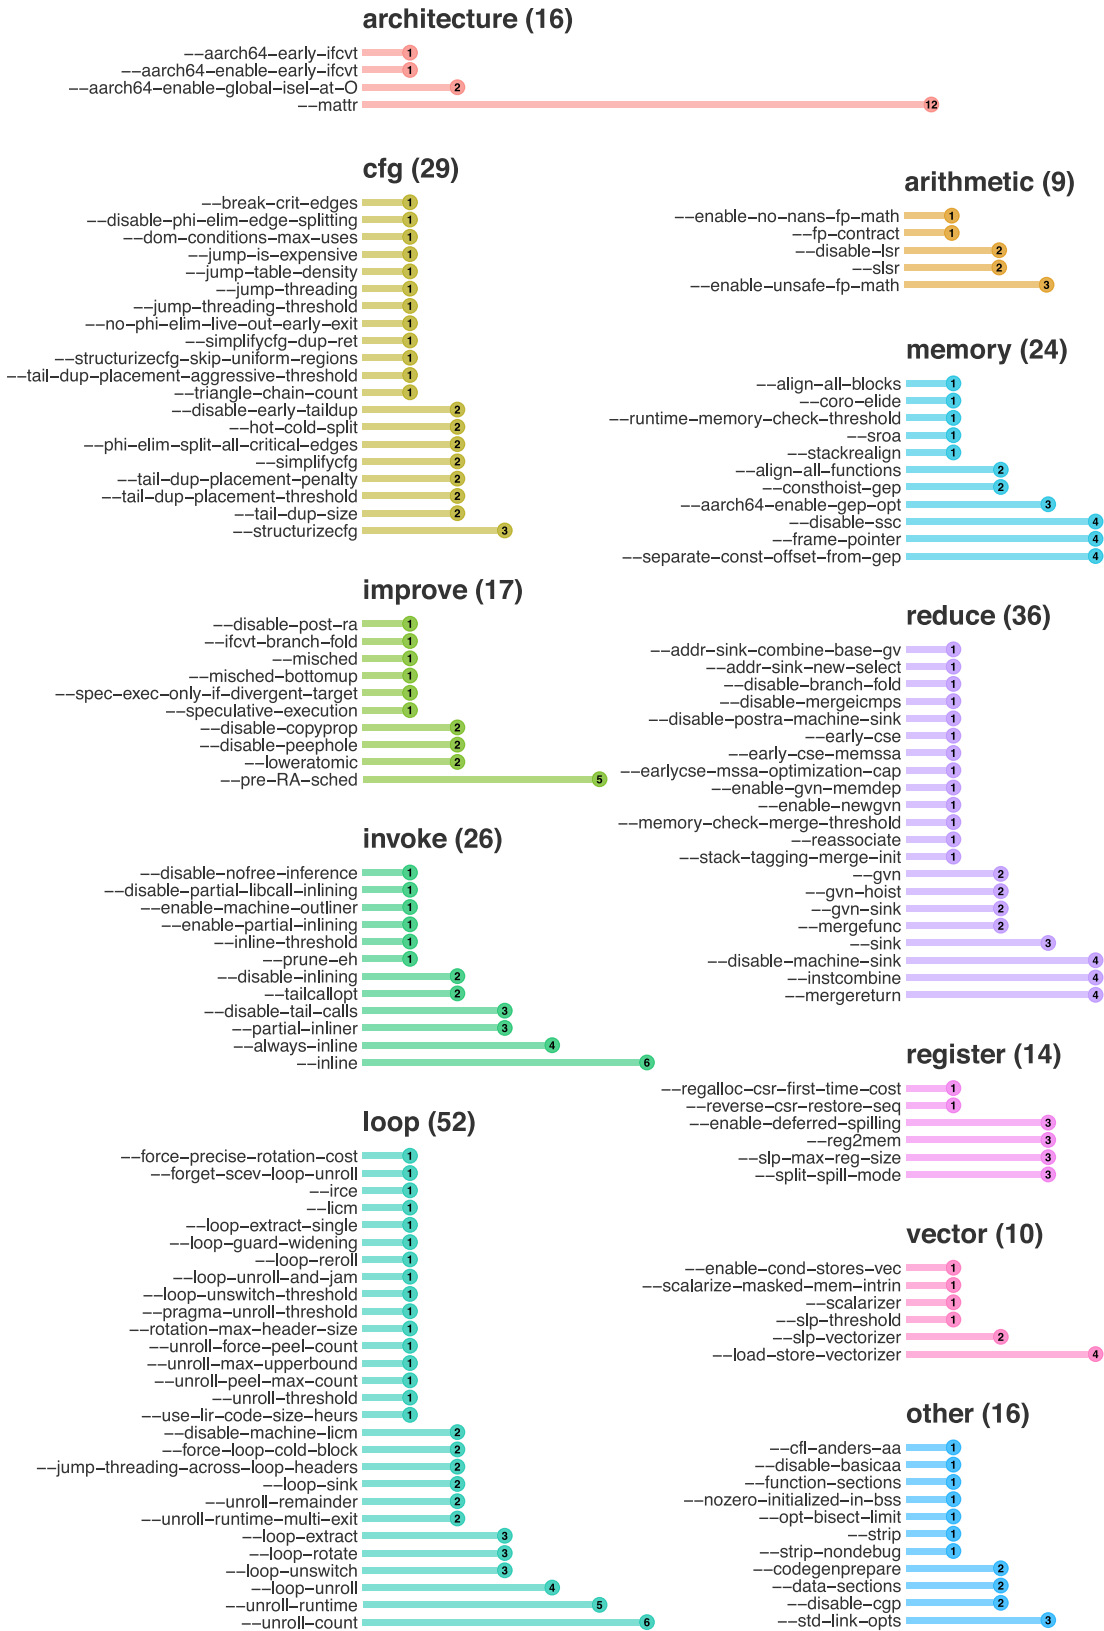 architecture (16)
--aarch64-early-ifcvt 1
--aarch64-enable-early-ifcvt 1
--aarch64-enable-global-isel-at-O 2
--mattr 12
cfg (29)
--break-crit-edges 1
--disable-phi-elim-edge-splitting 1
--dom-conditions-max-uses 1
--jump-is-expensive 1
--jump-table-density 1
--jump-threading 1
--jump-threading-threshold 1
--no-phi-elim-live-out-early-exit 1
--simplifycfg-dup-ret 1
--structurizecfg-skip-uniform-regions 1
--tail-dup-placement-aggressive-threshold 1
--triangle-chain-count 1
--disable-early-taildup 2
--hot-cold-split 2
--phi-elim-split-all-critical-edges 2
--simplifycfg 2
--tail-dup-placement-penalty 2
--tail-dup-placement-threshold 2
--tail-dup-size 2
--structurizecfg 3
improve (17)
--disable-post-ra 1
--ifcvt-branch-fold 1
--misched 1
--misched-bottomup 1
--spec-exec-only-if-divergent-target 1
--speculative-execution 1
--disable-copyprop 2
--disable-peephole 2
--loweratomic 2
--pre-RA-sched 5
invoke (26)
--disable-nofree-inference 1
--disable-partial-libcall-inlining 1
--enable-machine-outliner 1
--enable-partial-inlining 1
--inline-threshold 1
--prune-eh 1
--disable-inlining 2
--tailcallopt 2
--disable-tail-calls 3
--partial-inliner 3
--always-inline 4
--inline 6
loop (52)
--force-precise-rotation-cost 1
--forget-scev-loop-unroll 1
--irce 1
--licm 1
--loop-extract-single 1
--loop-guard-widening 1
--loop-reroll 1
--loop-unroll-and-jam 1
--loop-unswitch-threshold 1
--pragma-unroll-threshold 1
--rotation-max-header-size 1
--unroll-force-peel-count 1
--unroll-max-upperbound 1
--unroll-peel-max-count 1
--unroll-threshold 1
--use-lir-code-size-heurs 1
--disable-machine-licm 2
--force-loop-cold-block 2
--jump-threading-across-loop-headers 2
--loop-sink 2
--unroll-remainder 2
--unroll-runtime-multi-exit 2
--loop-extract 3
--loop-rotate 3
--loop-unswitch 3
--loop-unroll 4
--unroll-runtime 5
--unroll-count 6
arithmetic (9)
--enable-no-nans-fp-math 1
--fp-contract 1
--disable-lsr 2
--slsr 2
--enable-unsafe-fp-math 3
memory (24)
--align-all-blocks 1
--coro-elide 1
--runtime-memory-check-threshold 1
--sroa 1
--stackrealign 1
--align-all-functions 2
--consthoist-gep 2
--aarch64-enable-gep-opt 3
--disable-ssc 4
--frame-pointer 4
--separate-const-offset-from-gep 4
reduce (36)
--addr-sink-combine-base-gv 1
--addr-sink-new-select 1
--disable-branch-fold 1
--disable-mergeicmps 1
--disable-postra-machine-sink 1
--early-cse 1
--early-cse-memssa 1
--earlycse-mssa-optimization-cap 1
--enable-gvn-memdep 1
--enable-newgvn 1
--memory-check-merge-threshold 1
--reassociate 1
--stack-tagging-merge-init 1
--gvn 2
--gvn-hoist 2
--gvn-sink 2
--mergefunc 2
--sink 3
--disable-machine-sink 4
--instcombine 4
--mergereturn 4
register (14)
--regalloc-csr-first-time-cost 1
--reverse-csr-restore-seq 1
--enable-deferred-spilling 3
--reg2mem 3
--slp-max-reg-size 3
--split-spill-mode 3
vector (10)
--enable-cond-stores-vec 1
--scalarize-masked-mem-intrin 1
--scalarizer 1
--slp-threshold 1
--slp-vectorizer 2
--load-store-vectorizer 4
other (16)
--cfl-anders-aa 1
--disable-basicaa 1
--function-sections 1
--nozero-initialized-in-bss 1
--opt-bisect-limit 1
--strip 1
--strip-nondebug 1
--codegenprepare 2
--data-sections 2
--disable-cgp 2
--std-link-opts 3